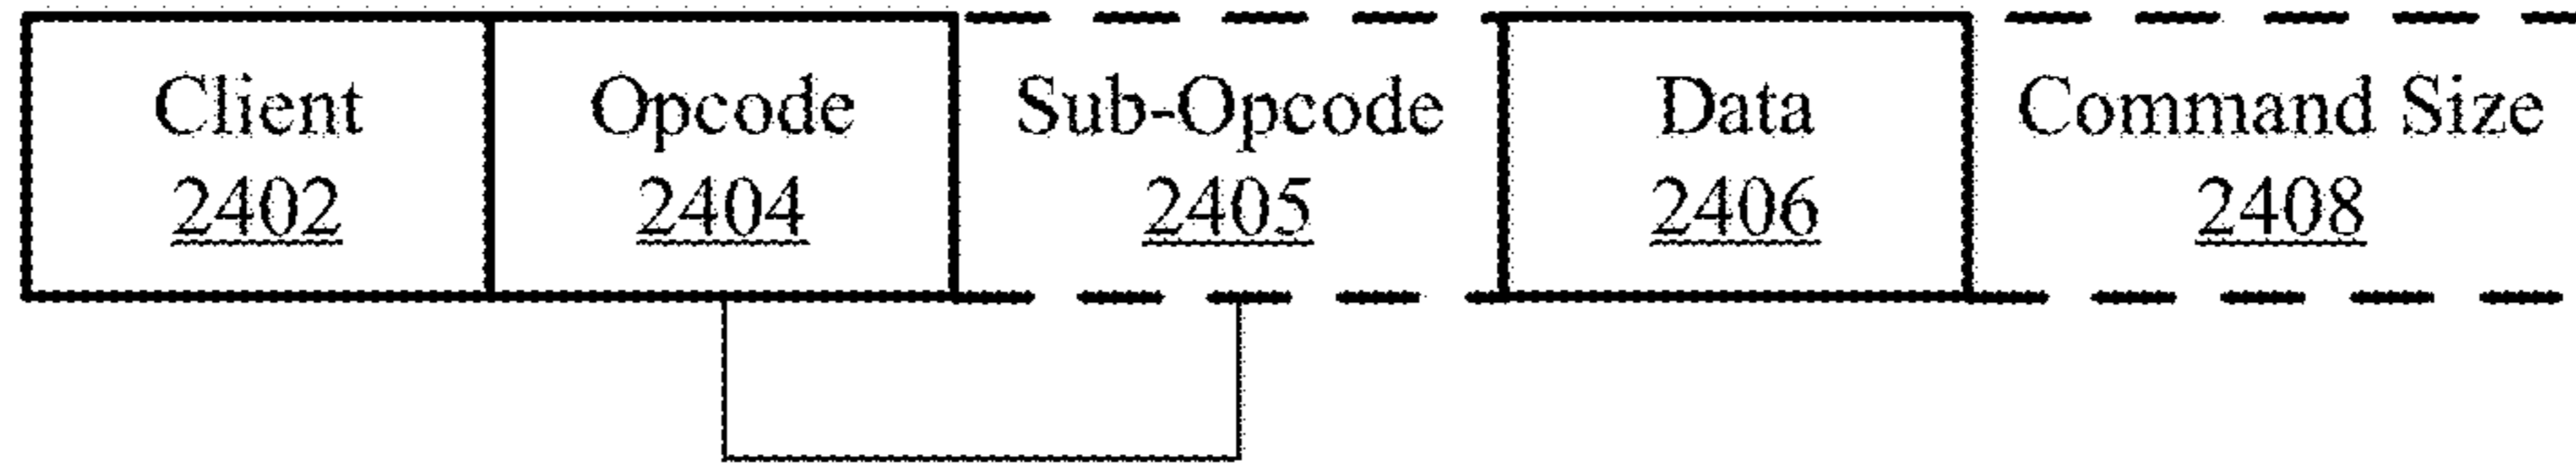 Client Opcode Sub-Opcode Data Command Size
2402 2404 2405 2406 2408